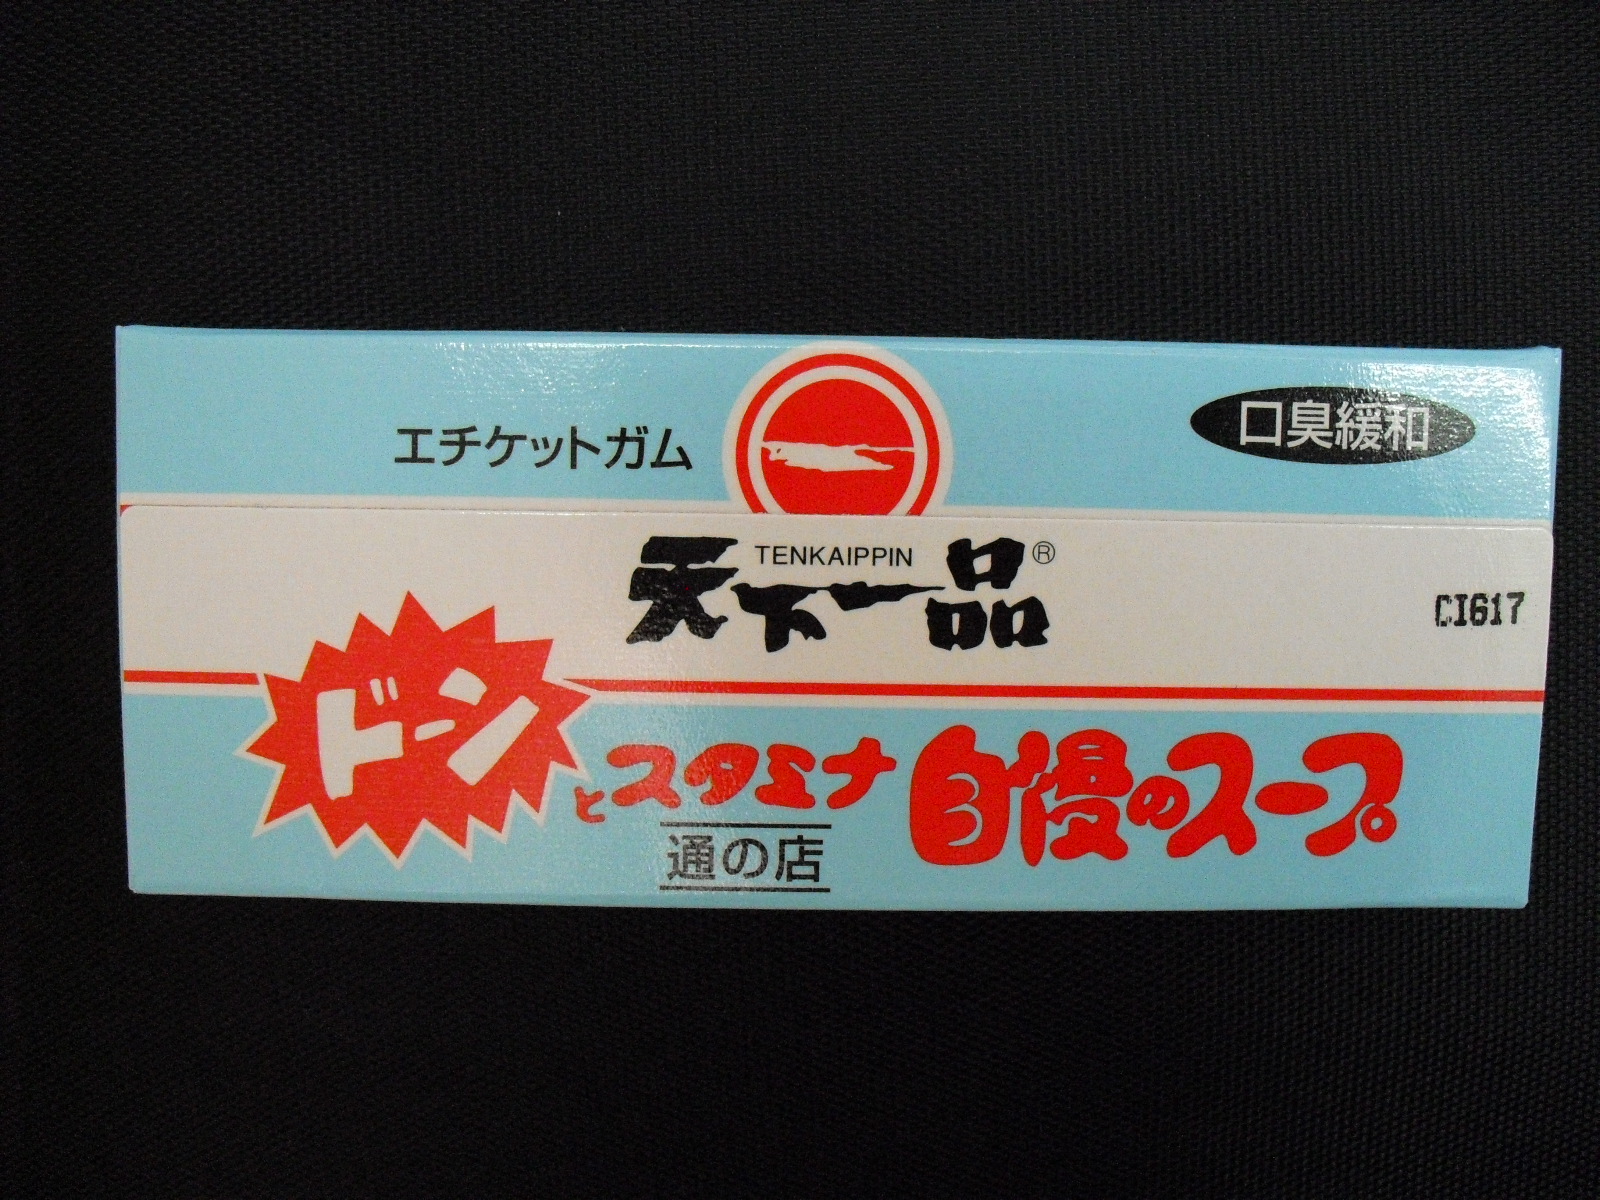 エチケットガム
口臭緩和
天下一品
TENKAIPPIN
®
CI617
ドーン
とスタミナ
自慢のスープ。
通の店